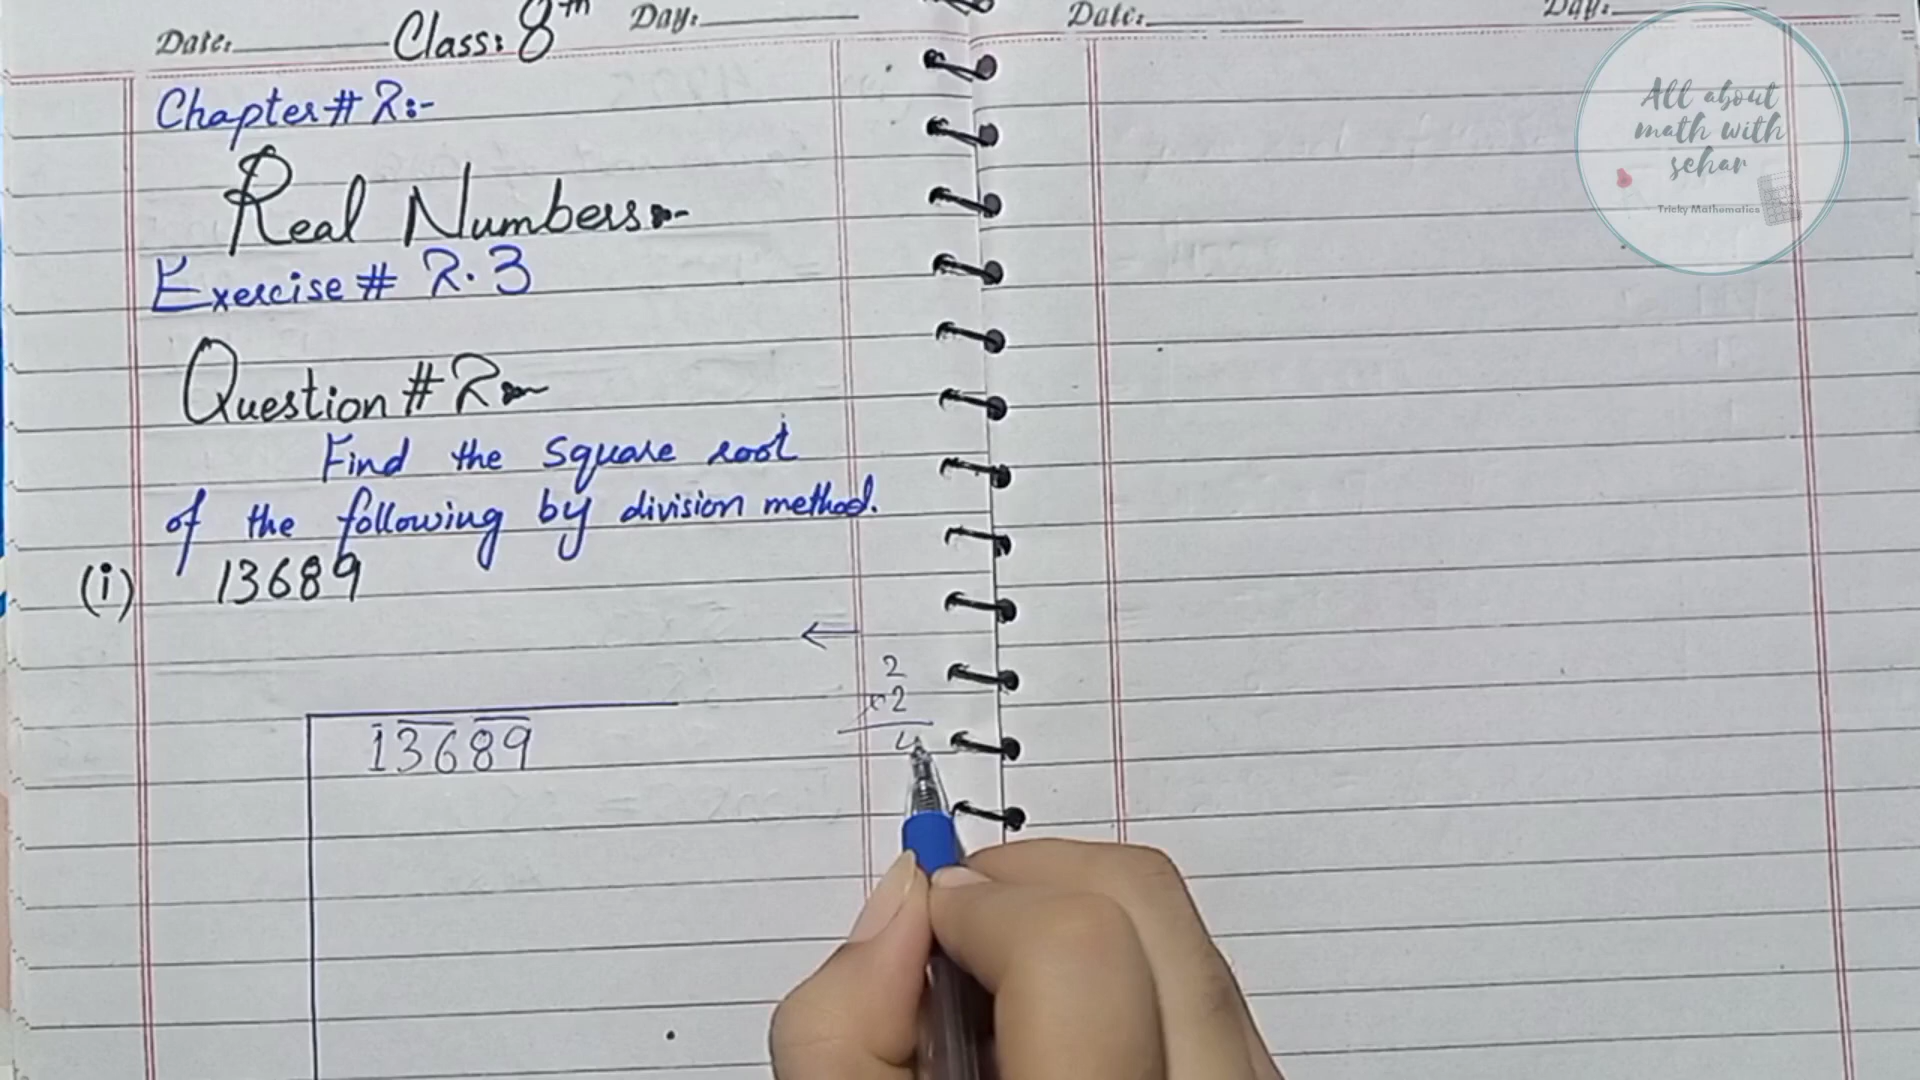 Date: Class: 8th Day:
Chapter # 2:-
Real Numbers:-
Exercise # 2.3
Question # 2:-
Find the square root
of the following by division method.
(i) 13689
←
2
×2
4
13689
Date: Day:
All about
math with
sehar
Tricky Mathematics